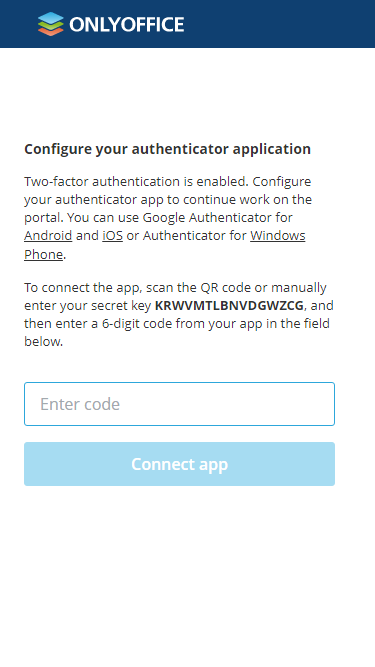 ONLYOFFICE
Configure your authenticator application
Two-factor authentication is enabled. Configure
your authenticator app to continue work on the
portal. You can use Google Authenticator for
Android and iOS or Authenticator for Windows
Phone.
To connect the app, scan the QR code or manually
enter your secret key KRWVMTLBNVDGWZCG, and
then enter a 6-digit code from your app in the field
below.
Enter code
Connect app